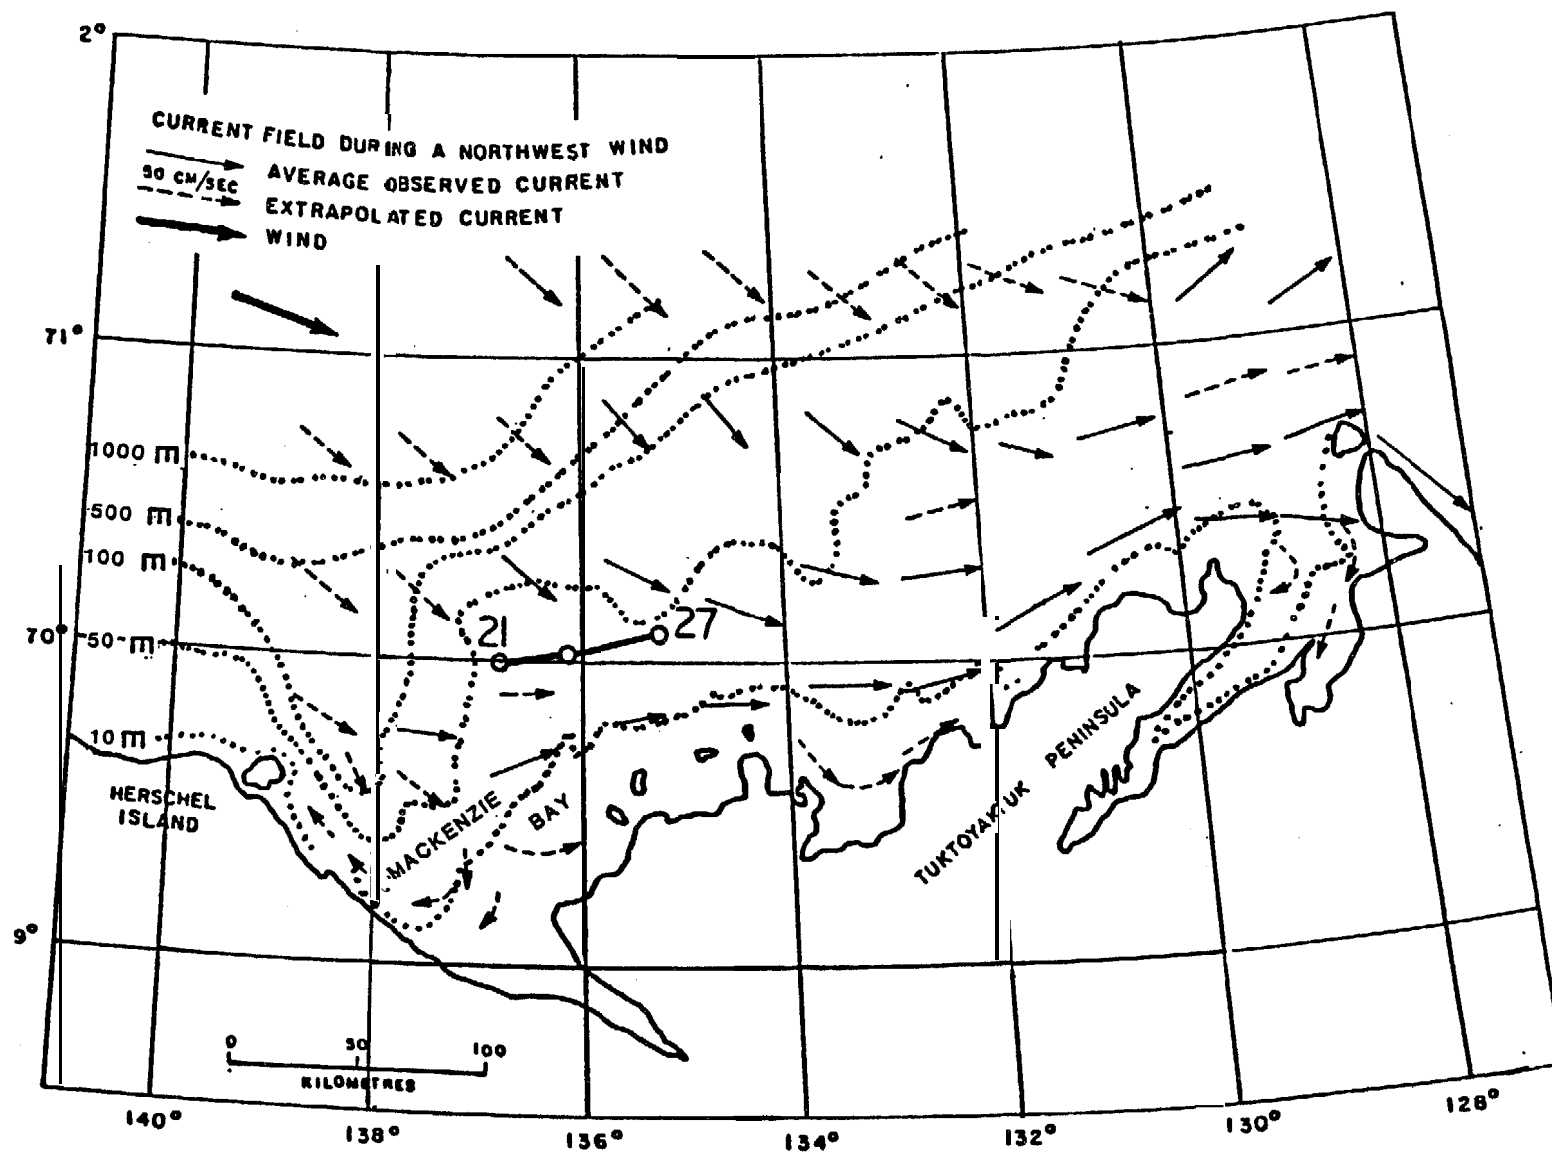 2°
CURRENT FIELD DURING A NORTHWEST WIND
AVERAGE OBSERVED CURRENT
50 CM/SEC
EXTRAPOLATED CURRENT
WIND
71°
1000 m
500 m
100 m
70°
50 m
21
27
10 m
HERSCHEL
ISLAND
MACKENZIE
BAY
TUKTOYAKTUK PENINSULA
9°
0 50 100
KILOMETRES
140° 138° 136° 134° 132° 130° 128°